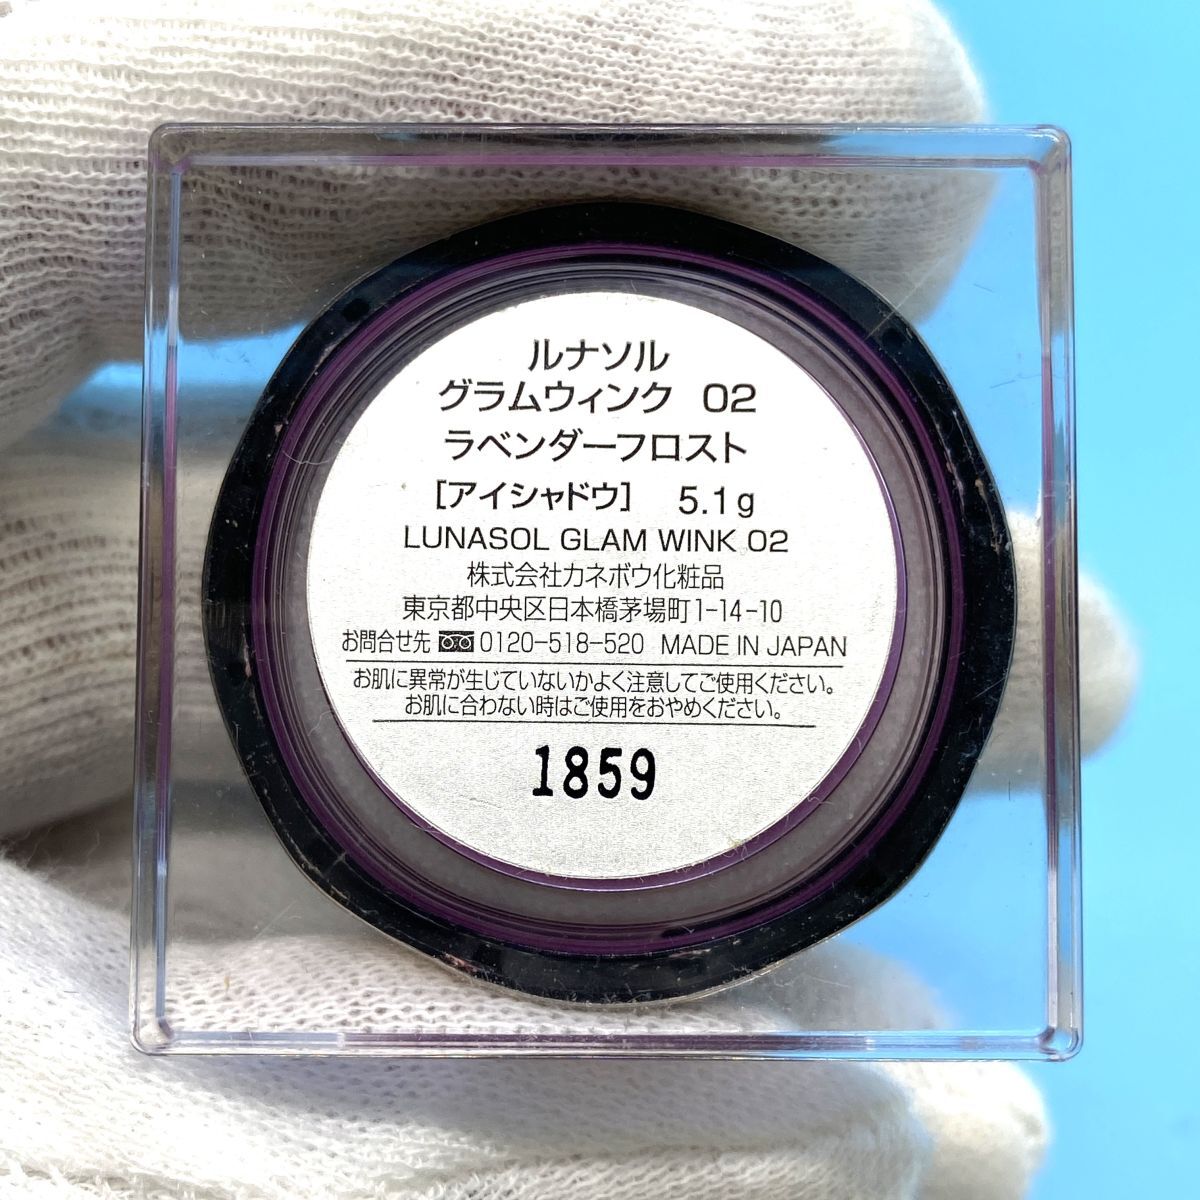 ルナソル
グラムウィンク 02
ラベンダーフロスト
[アイシャドウ] 5.1g
LUNASOL GLAM WINK 02
株式会社カネボウ化粧品
東京都中央区日本橋茅場町1-14-10
お問合せ先 0120-518-520 MADE IN JAPAN
お肌に異常が生じていないかよく注意してご使用ください。
お肌に合わない時はご使用をおやめください。
1859